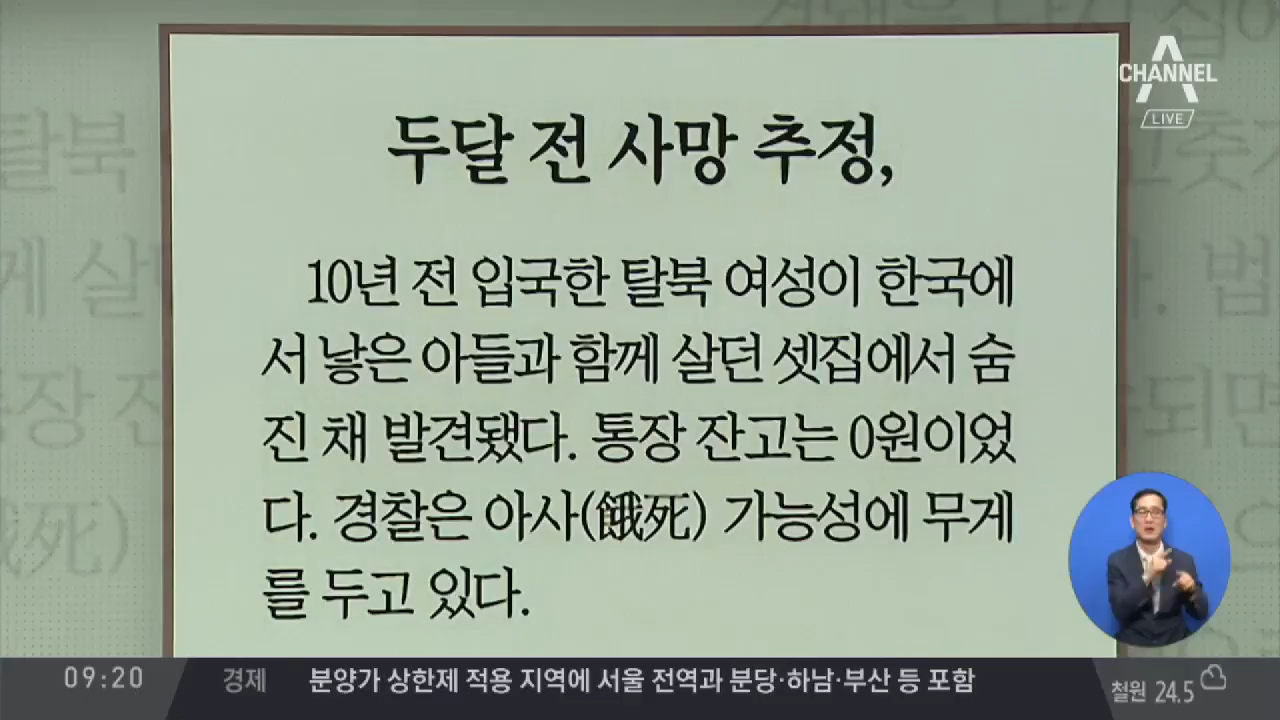 CHANNEL A
LIVE
두달 전 사망 추정,
10년 전 입국한 탈북 여성이 한국에
서 낳은 아들과 함께 살던 셋집에서 숨
진 채 발견됐다. 통장 잔고는 0원이었
다. 경찰은 아사(餓死) 가능성에 무게
를 두고 있다.
09:20
경제
분양가 상한제 적용 지역에 서울 전역과 분당·하남·부산 등 포함
철원 24.5